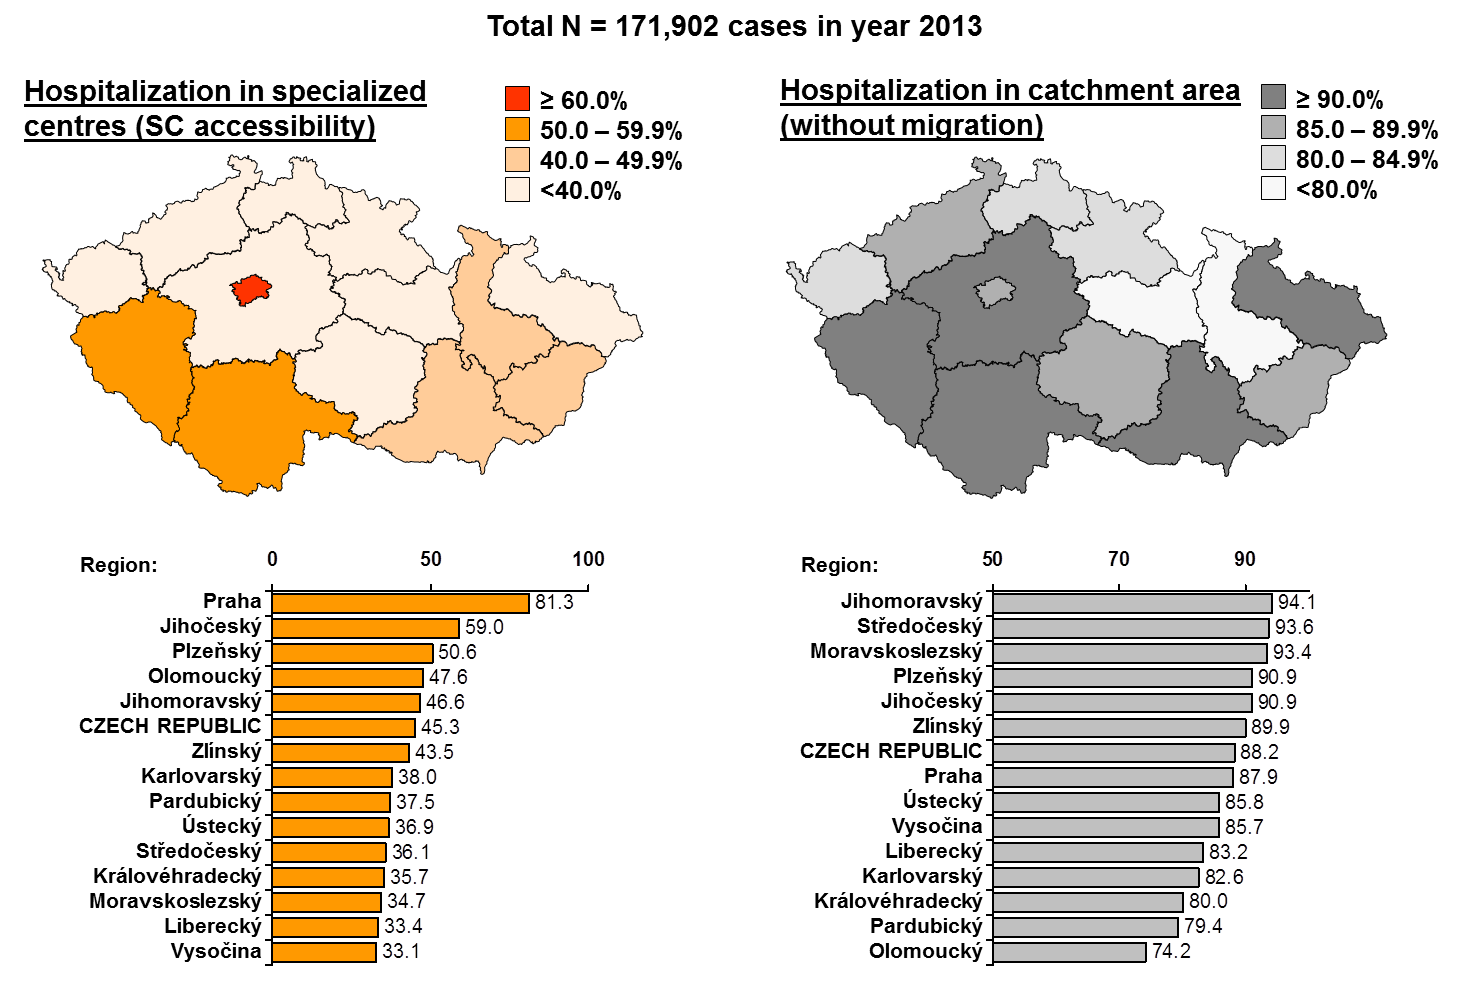 Total N = 171,902 cases in year 2013
Hospitalization in specialized
centres (SC accessibility)
≥ 60.0%
50.0 – 59.9%
40.0 – 49.9%
<40.0%
Hospitalization in catchment area
(without migration)
≥ 90.0%
85.0 – 89.9%
80.0 – 84.9%
<80.0%
Region:
0 50 100
Praha 81.3
Jihočeský 59.0
Plzeňský 50.6
Olomoucký 47.6
Jihomoravský 46.6
CZECH REPUBLIC 45.3
Zlínský 43.5
Karlovarský 38.0
Pardubický 37.5
Ústecký 36.9
Středočeský 36.1
Královéhradecký 35.7
Moravskoslezský 34.7
Liberecký 33.4
Vysočina 33.1
Region:
50 70 90
Jihomoravský 94.1
Středočeský 93.6
Moravskoslezský 93.4
Plzeňský 90.9
Jihočeský 90.9
Zlínský 89.9
CZECH REPUBLIC 88.2
Praha 87.9
Ústecký 85.8
Vysočina 85.7
Liberecký 83.2
Karlovarský 82.6
Královéhradecký 80.0
Pardubický 79.4
Olomoucký 74.2